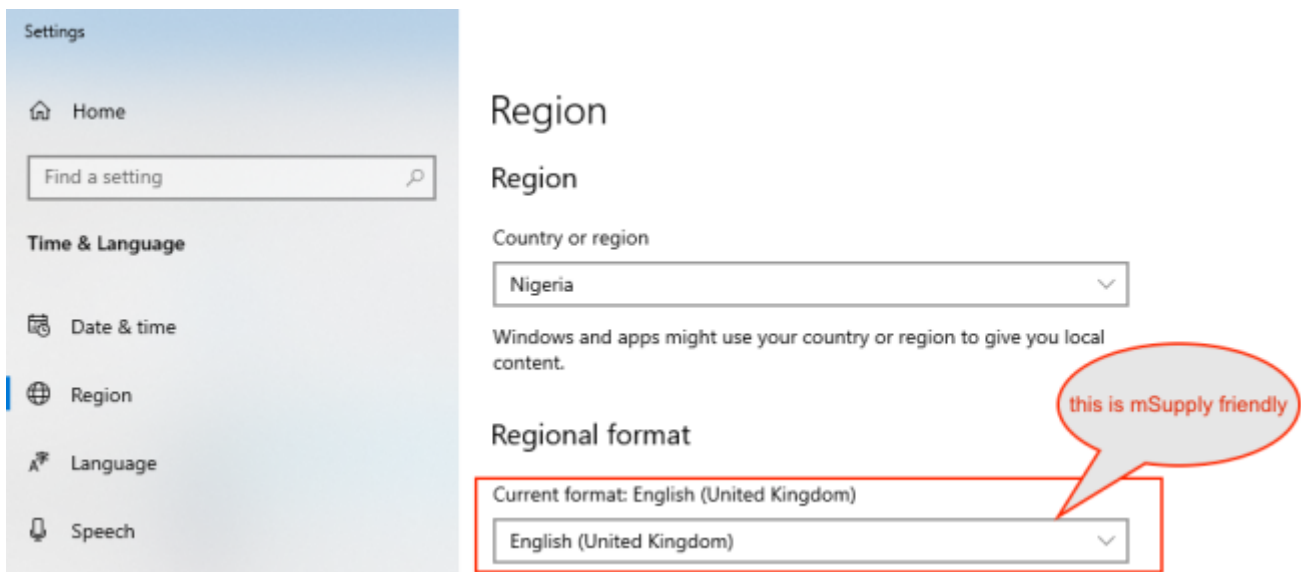 Settings
Home
Find a setting
Time & Language
Date & time
Region
Language
Speech
Region
Region
Country or region
Nigeria
Windows and apps might use your country or region to give you local
content.
this is mSupply friendly
Regional format
Current format: English (United Kingdom)
English (United Kingdom)